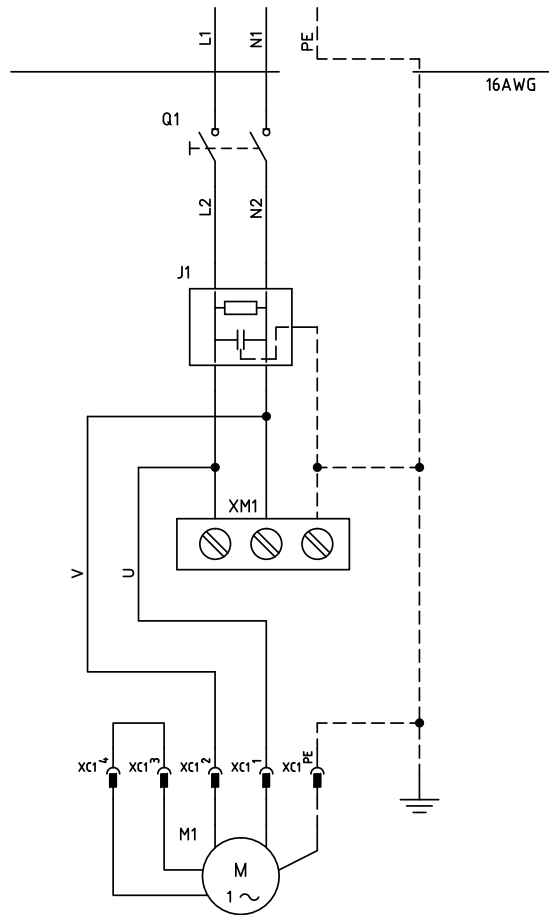 L1
N1
PE
16AWG
Q1
L2
N2
J1
XM1
V
U
XC1 4
XC1 3
XC1 2
XC1 1
XC1 PE
M1
M
1 ~